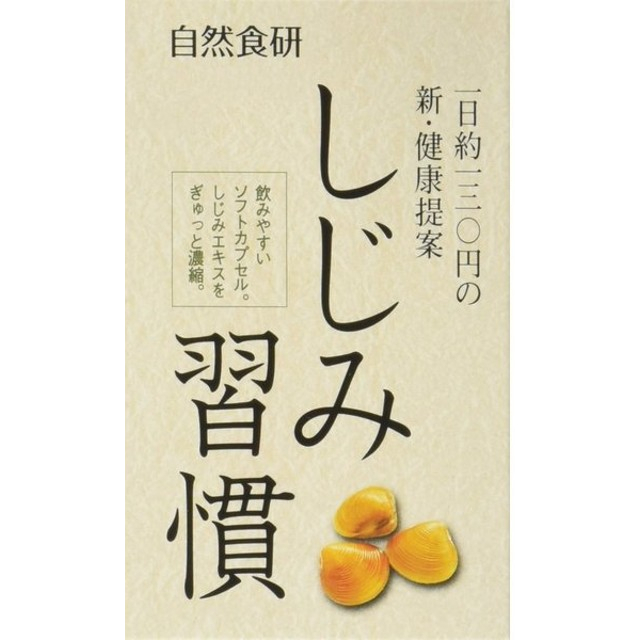 自然食研
一日約一三〇円の
新・健康提案
しじみ
習慣
飲みやすい
ソフトカプセル。
しじみエキスを
ぎゅっと濃縮。